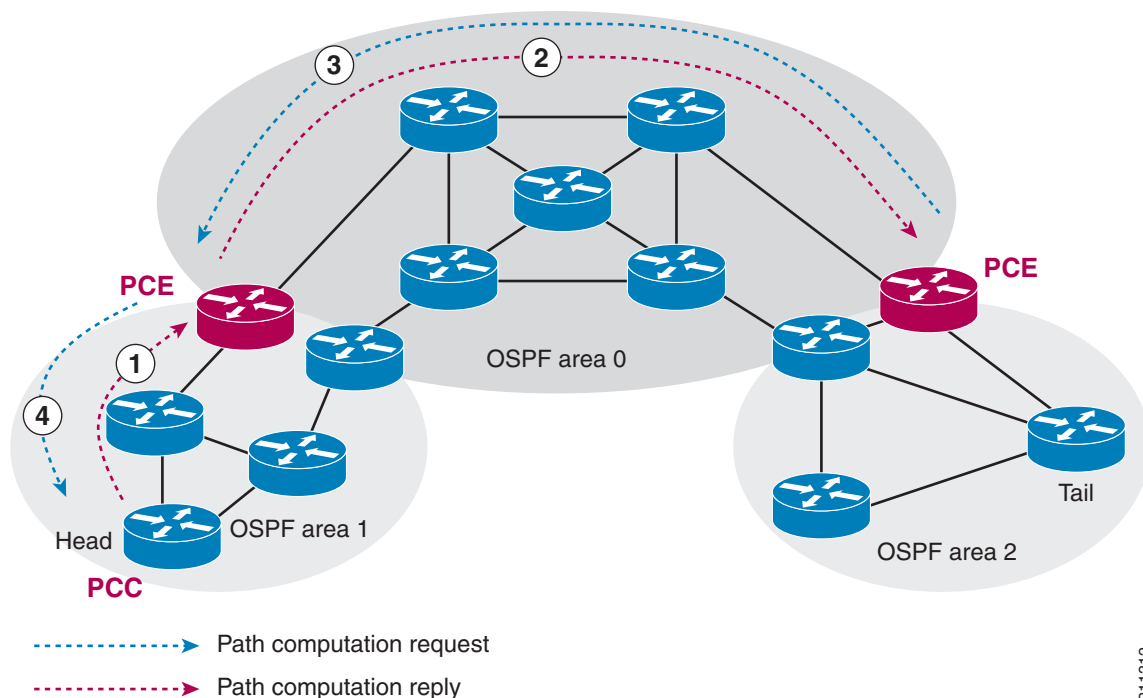 3
2
PCE
PCE
OSPF area 0
1
4
Tail
Head
OSPF area 1
OSPF area 2
PCC
Path computation request
Path computation reply